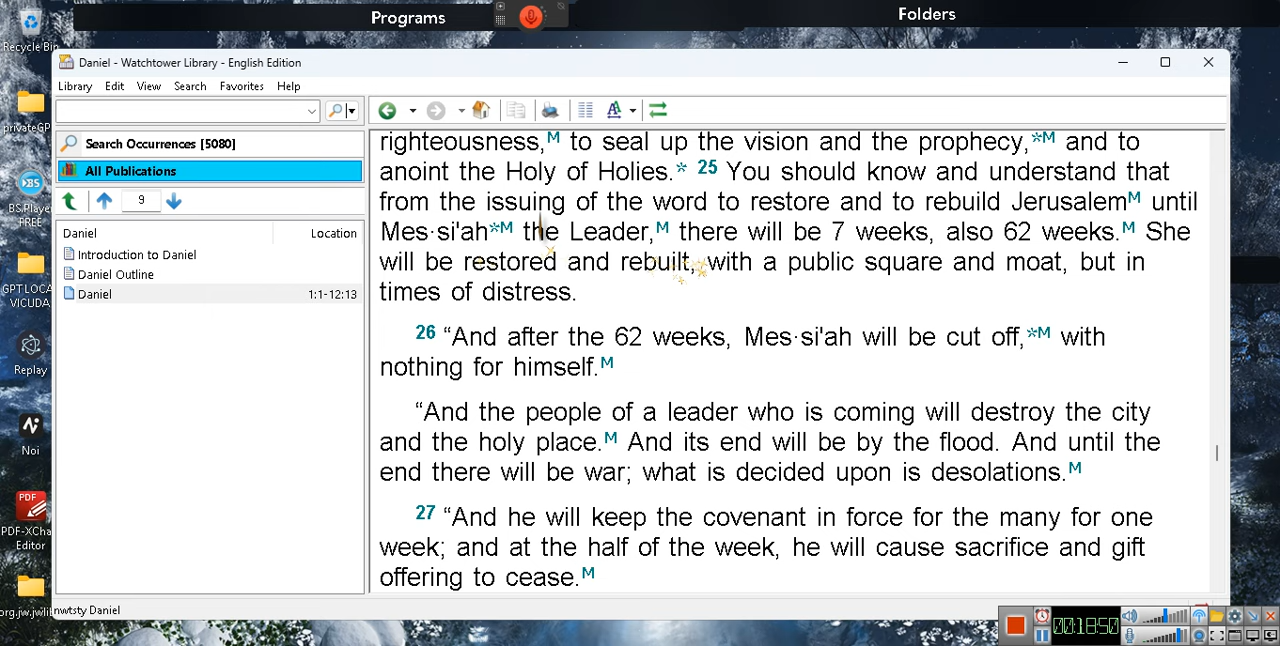 Programs
Folders
Recycle Bin
privateGP
BS.Player
FREE
GPT LOCA
VICUDA
Replay
Noi
PDF-XCha
Editor
org.jw.jwlib
Daniel - Watchtower Library - English Edition
Library Edit View Search Favorites Help
Search Occurrences [5080]
All Publications
9
Daniel Location
Introduction to Daniel
Daniel Outline
Daniel 1:1-12:13
righteousness,M to seal up the vision and the prophecy,*M and to
anoint the Holy of Holies.* 25 You should know and understand that
from the issuing of the word to restore and to rebuild JerusalemM until
Mes·si'ah*M the Leader,M there will be 7 weeks, also 62 weeks.M She
will be restored and rebuilt, with a public square and moat, but in
times of distress.
26 “And after the 62 weeks, Mes·si'ah will be cut off,*M with
nothing for himself.M
“And the people of a leader who is coming will destroy the city
and the holy place.M And its end will be by the flood. And until the
end there will be war; what is decided upon is desolations.M
27 “And he will keep the covenant in force for the many for one
week; and at the half of the week, he will cause sacrifice and gift
offering to cease.M
nwtsty Daniel
00:18:50